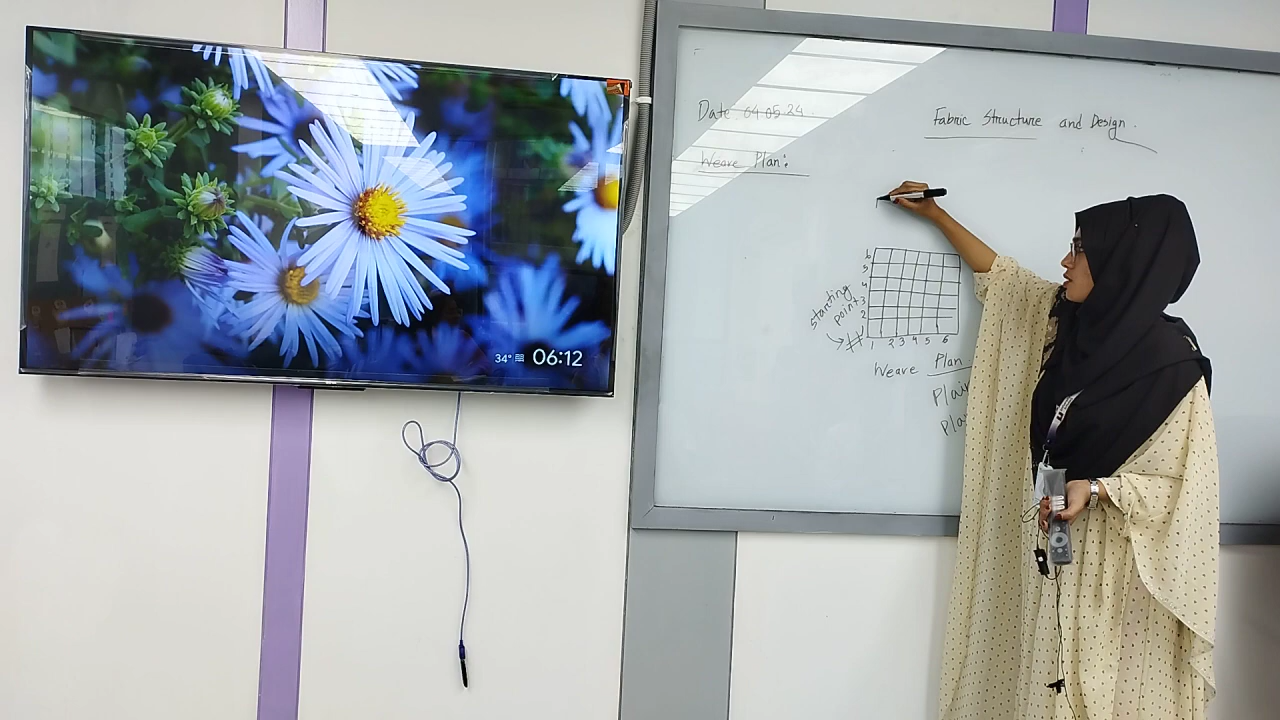 34°
06:12
Date: 04.05.24
Fabric Structure and Design.
Weave Plan:
6
5
4
3
2
1 2 3 4 5 6
starting
point
Weave Plan